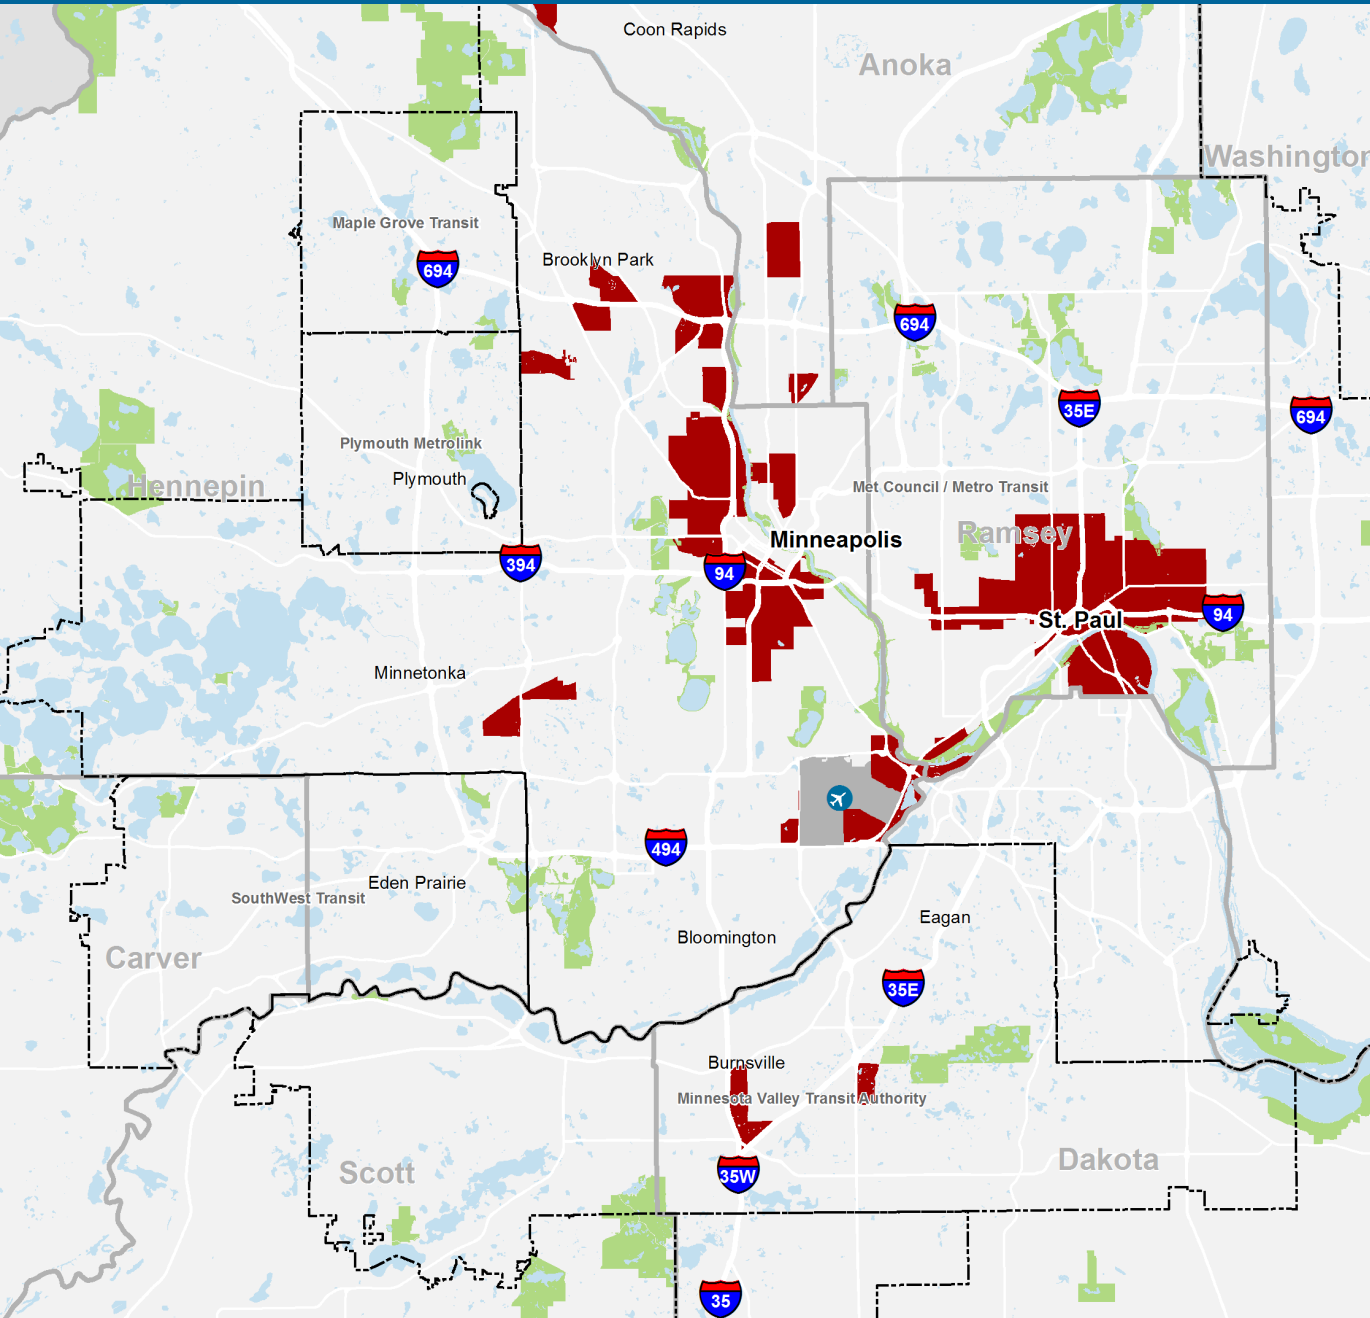 Coon Rapids
Anoka
Washington
Maple Grove Transit
Brooklyn Park
694
694
35E
694
Plymouth Metrolink
Plymouth
Hennepin
Met Council / Metro Transit
Ramsey
Minneapolis
394
94
94
St. Paul
Minnetonka
494
Eden Prairie
SouthWest Transit
Eagan
Bloomington
Carver
35E
Burnsville
Minnesota Valley Transit Authority
Dakota
Scott
35W
35